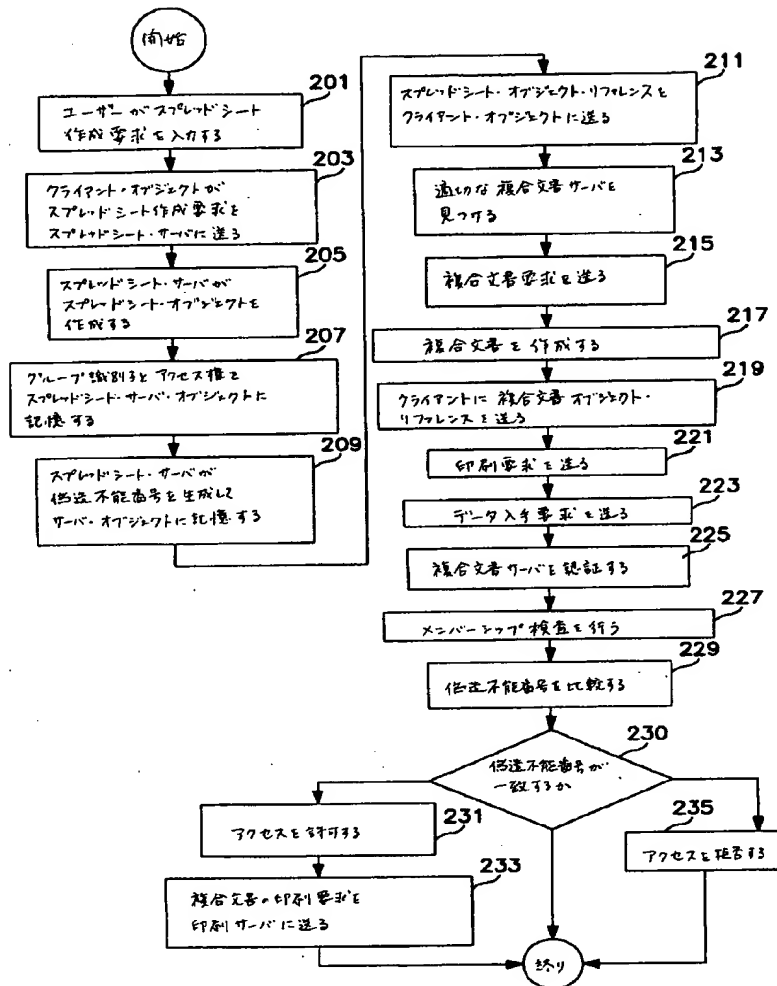 開始
201
ユーザーがスプレッドシート
作成要求を入力する
203
クライアント・オブジェクトが
スプレッドシート作成要求を
スプレッドシート・サーバに送る
205
スプレッドシート・サーバが
スプレッドシート・オブジェクトを
作成する
207
グループ識別子とアクセス権を
スプレッドシート・サーバ・オブジェクトに
記憶する
209
スプレッドシート・サーバが
偽造不能番号を生成して
サーバ・オブジェクトに記憶する
211
スプレッドシート・オブジェクト・リファレンスを
クライアント・オブジェクトに送る
213
適切な複合文書サーバを
見つける
215
複合文書要求を送る
217
複合文書を作成する
219
クライアントに複合文書オブジェクト・
リファレンスを送る
221
印刷要求を送る
223
データ入手要求を送る
225
複合文書サーバを認証する
227
メンバーシップ検査を行う
229
偽造不能番号を比較する
230
偽造不能番号が
一致するか
アクセスを許可する
231
複合文書の印刷要求を
印刷サーバに送る
233
235
アクセスを拒否する
終り